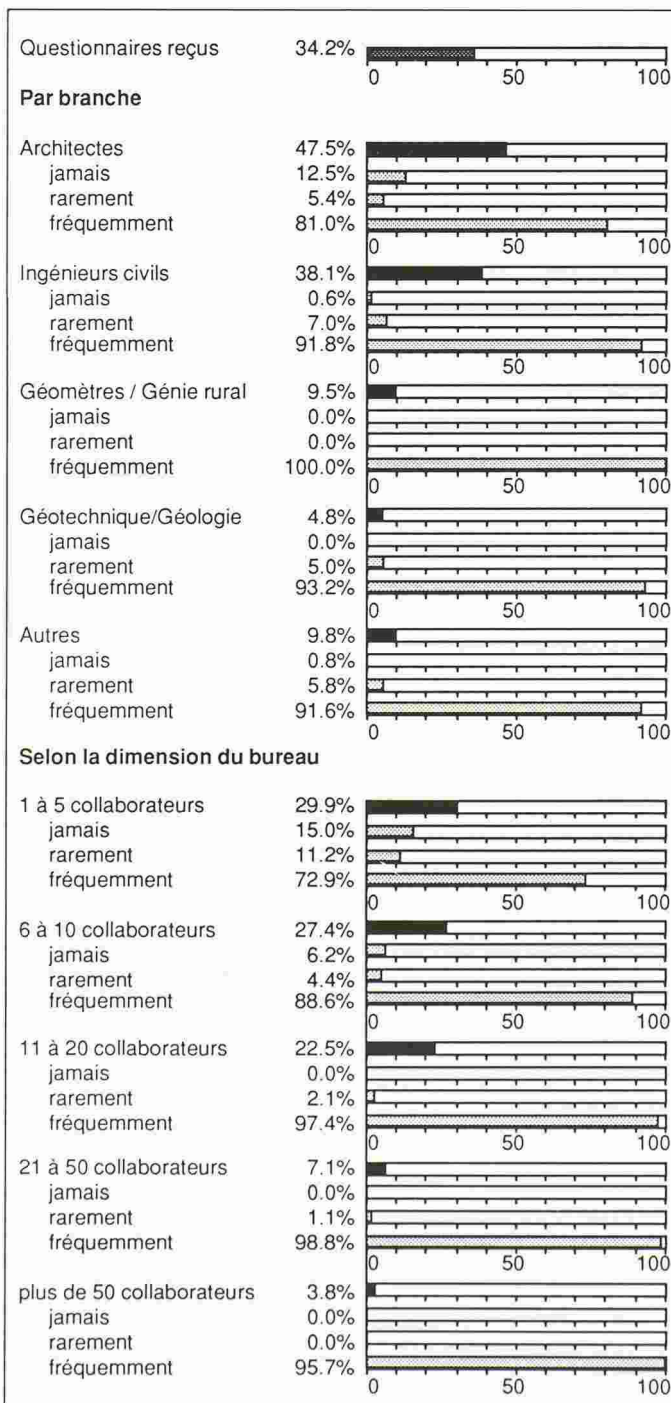 Questionnaires reçus 34.2%
0 50 100
Par branche
Architectes 47.5%
jamais 12.5%
rarement 5.4%
fréquemment 81.0%
0 50 100
Ingénieurs civils 38.1%
jamais 0.6%
rarement 7.0%
fréquemment 91.8%
0 50 100
Géomètres / Génie rural 9.5%
jamais 0.0%
rarement 0.0%
fréquemment 100.0%
0 50 100
Géotechnique/Géologie 4.8%
jamais 0.0%
rarement 5.0%
fréquemment 93.2%
0 50 100
Autres 9.8%
jamais 0.8%
rarement 5.8%
fréquemment 91.6%
0 50 100
Selon la dimension du bureau
1 à 5 collaborateurs 29.9%
jamais 15.0%
rarement 11.2%
fréquemment 72.9%
0 50 100
6 à 10 collaborateurs 27.4%
jamais 6.2%
rarement 4.4%
fréquemment 88.6%
0 50 100
11 à 20 collaborateurs 22.5%
jamais 0.0%
rarement 2.1%
fréquemment 97.4%
0 50 100
21 à 50 collaborateurs 7.1%
jamais 0.0%
rarement 1.1%
fréquemment 98.8%
0 50 100
plus de 50 collaborateurs 3.8%
jamais 0.0%
rarement 0.0%
fréquemment 95.7%
0 50 100